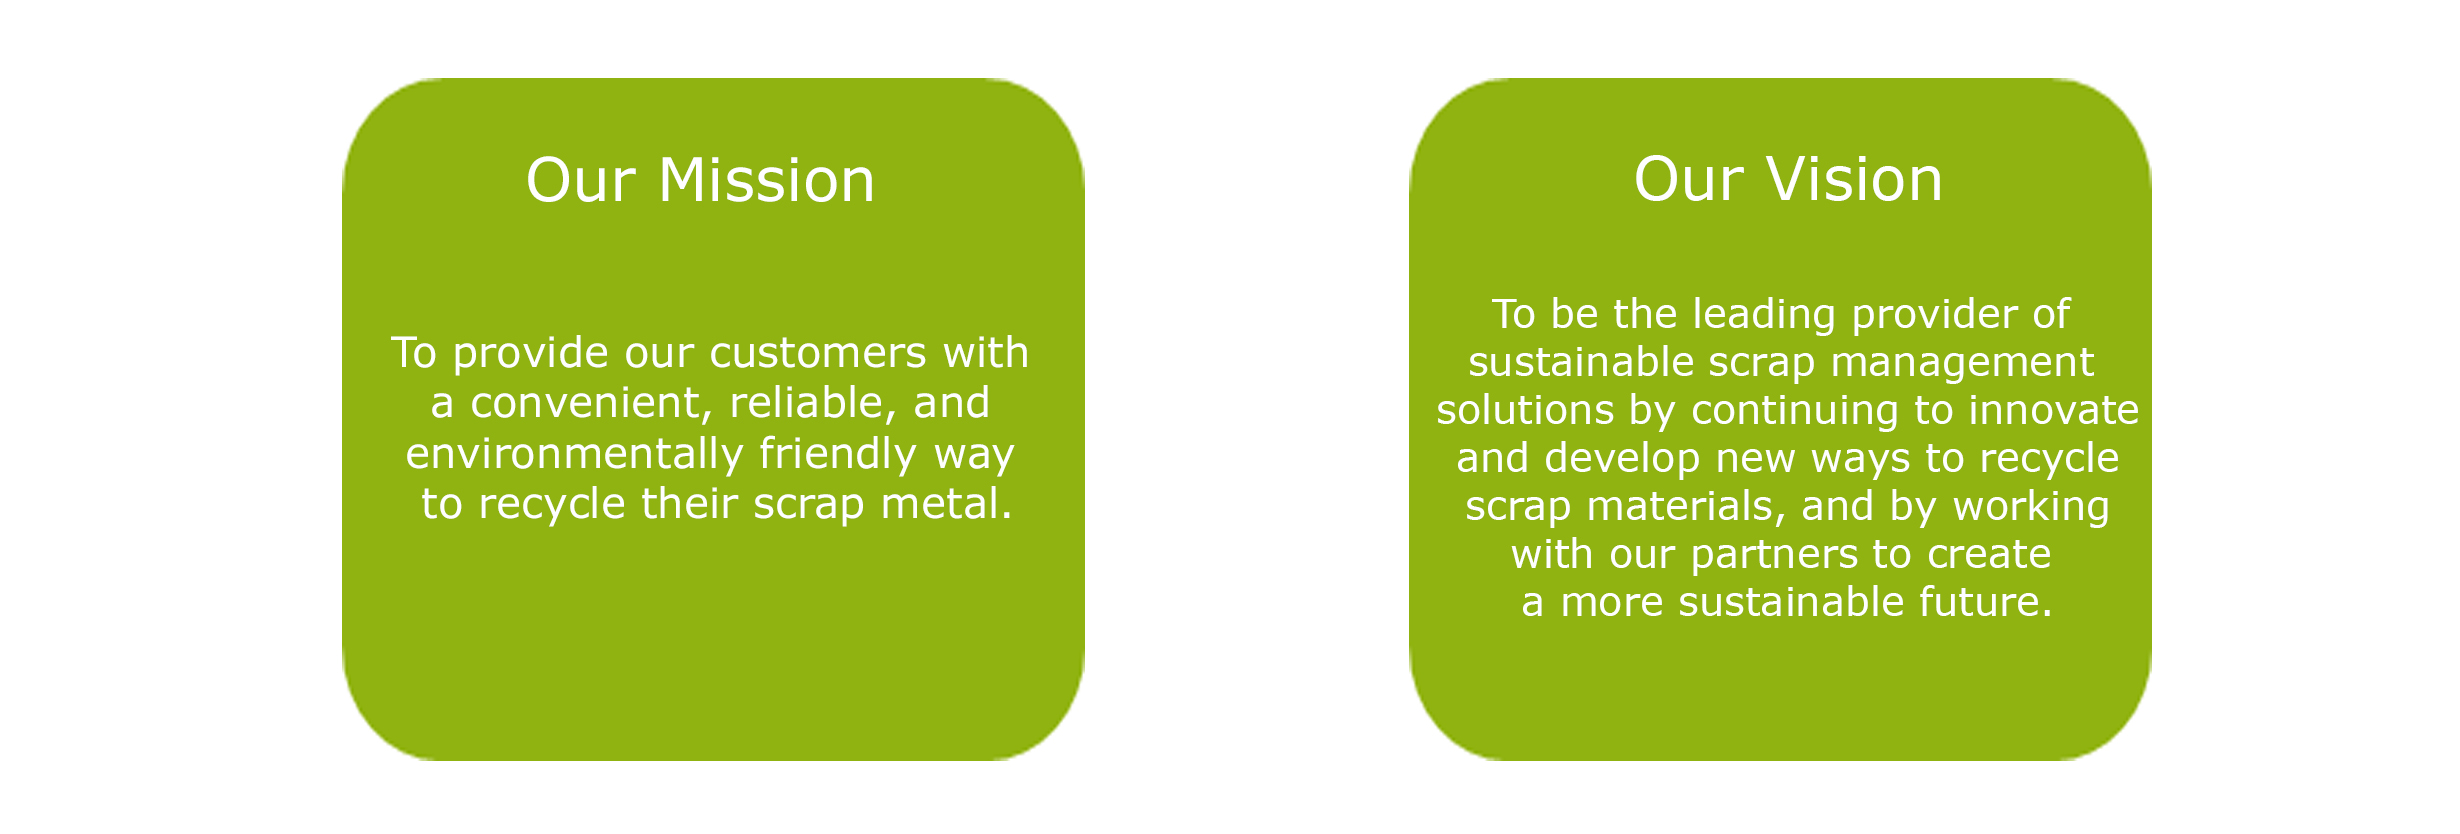 Our Mission
To provide our customers with
a convenient, reliable, and
environmentally friendly way
to recycle their scrap metal.
Our Vision
To be the leading provider of
sustainable scrap management
solutions by continuing to innovate
and develop new ways to recycle
scrap materials, and by working
with our partners to create
a more sustainable future.